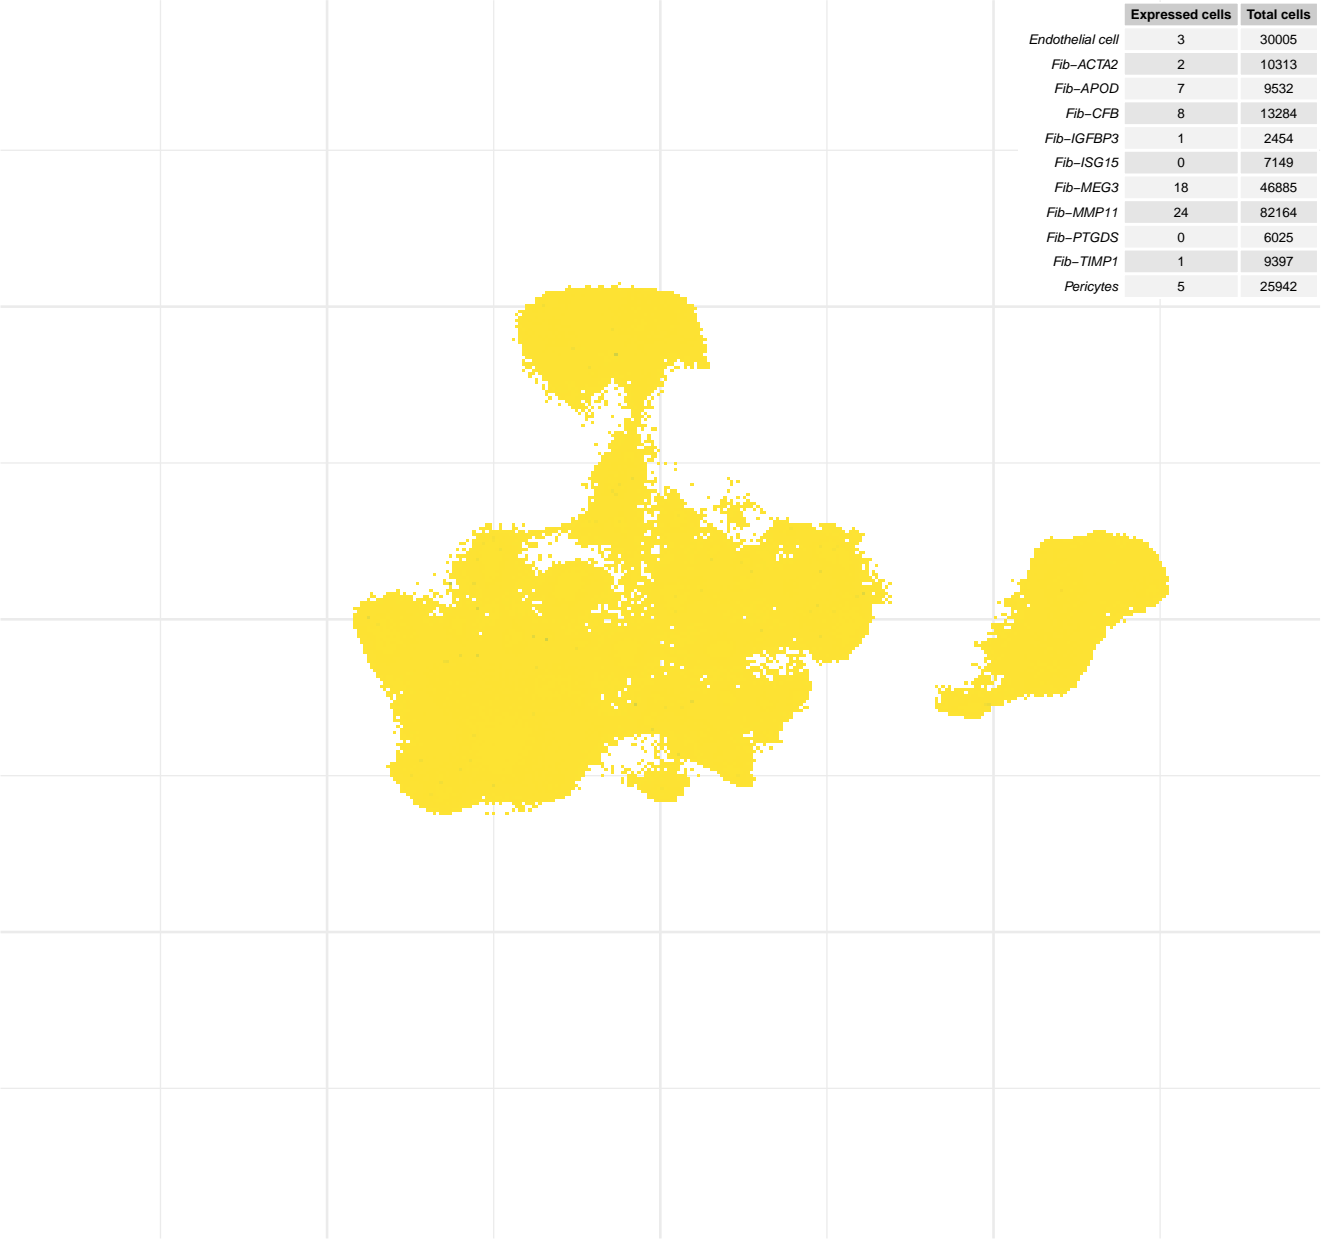 Expressed cells Total cells
Endothelial cell 3 30005
Fib−ACTA2 2 10313
Fib−APOD 7 9532
Fib−CFB 8 13284
Fib−IGFBP3 1 2454
Fib−ISG15 0 7149
Fib−MEG3 18 46885
Fib−MMP11 24 82164
Fib−PTGDS 0 6025
Fib−TIMP1 1 9397
Pericytes 5 25942